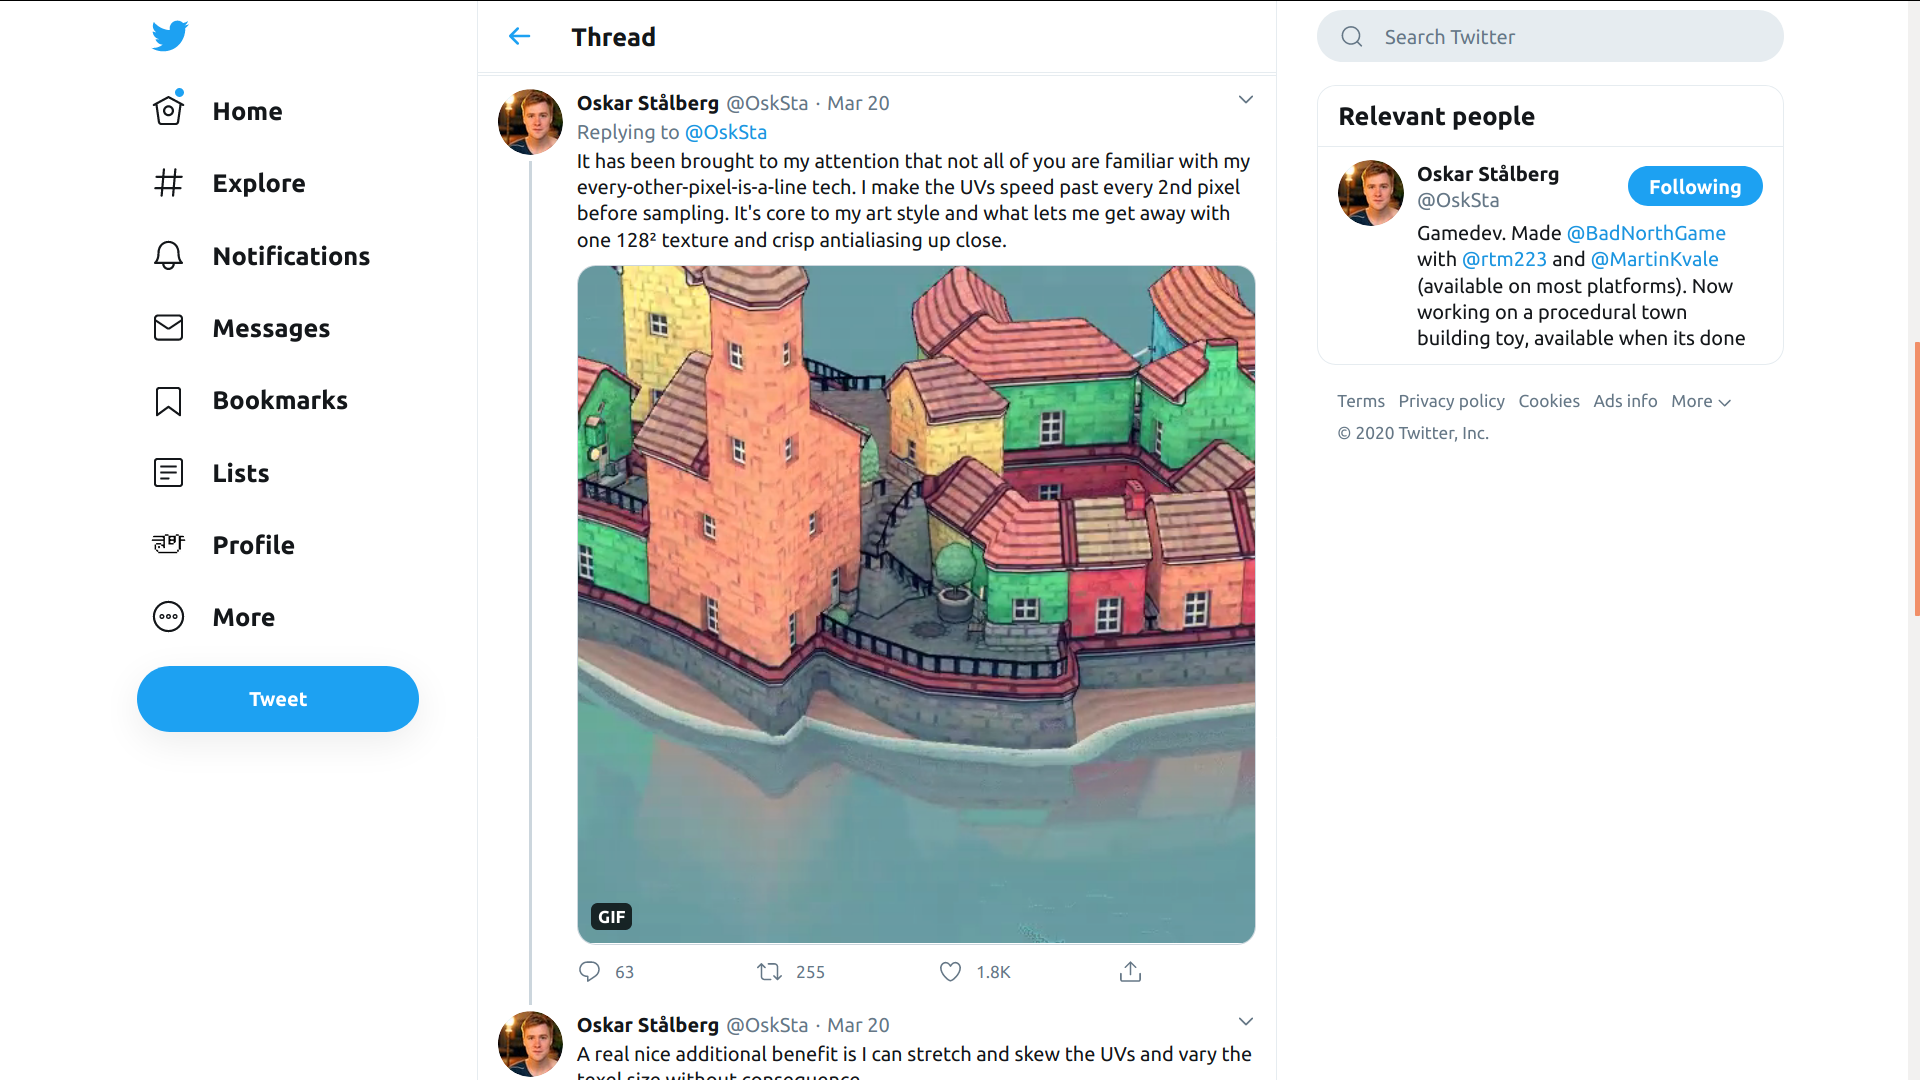 Home
Explore
Notifications
Messages
Bookmarks
Lists
Profile
More
Tweet
Thread
Oskar Stålberg @OskSta · Mar 20
Replying to @OskSta
It has been brought to my attention that not all of you are familiar with my
every-other-pixel-is-a-line tech. I make the UVs speed past every 2nd pixel
before sampling. It's core to my art style and what lets me get away with
one 128² texture and crisp antialiasing up close.
GIF
63 255 1.8K
Oskar Stålberg @OskSta · Mar 20
A real nice additional benefit is I can stretch and skew the UVs and vary the
texel size without consequence
Search Twitter
Relevant people
Oskar Stålberg
@OskSta
Following
Gamedev. Made @BadNorthGame
with @rtm223 and @MartinKvale
(available on most platforms). Now
working on a procedural town
building toy, available when its done
Terms Privacy policy Cookies Ads info More
© 2020 Twitter, Inc.